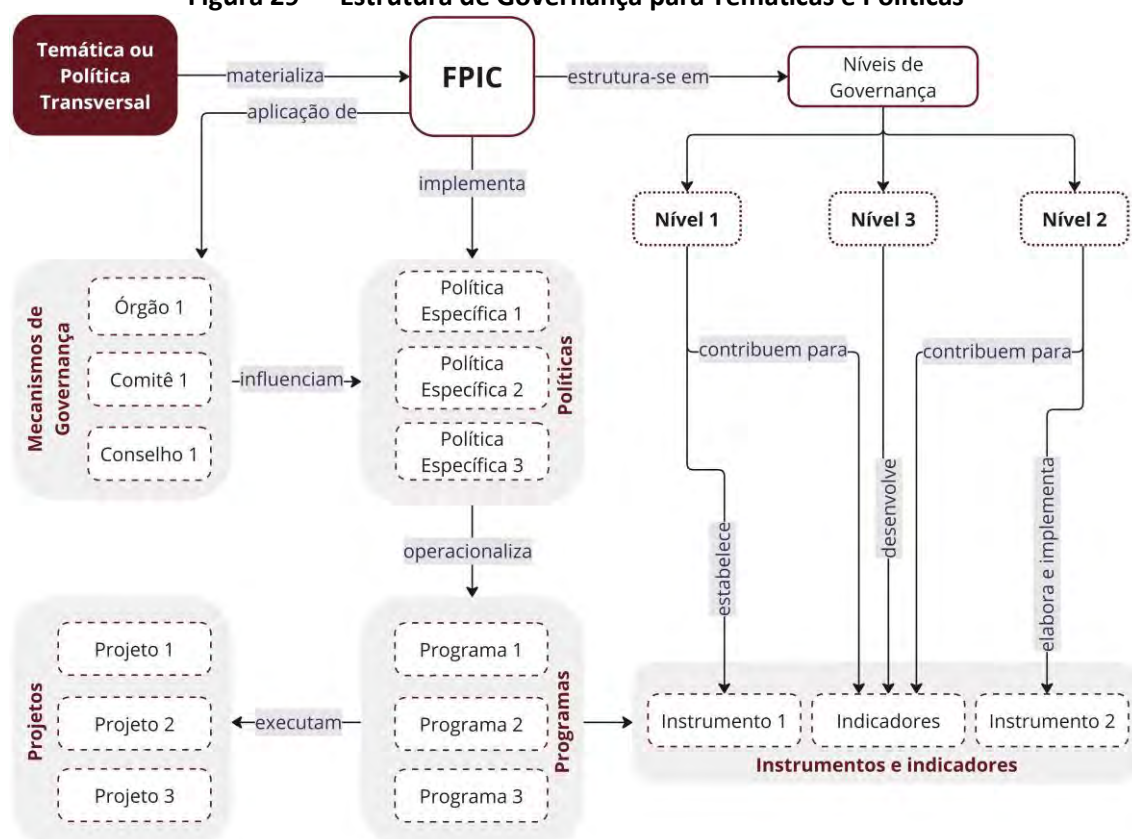 Figura 29 — Estrutura de Governança para Temáticas e Políticas
Temática ou
Política
Transversal
materializa
FPIC
estrutura-se em
Níveis de
Governança
aplicação de
implementa
Nível 1
Nível 3
Nível 2
Mecanismos de
Governança
Órgão 1
Comitê 1
Conselho 1
influenciam
Política
Específica 1
Política
Específica 2
Política
Específica 3
Políticas
contribuem para
contribuem para
estabelece
desenvolve
elabora e implementa
operacionaliza
Projetos
Projeto 1
Projeto 2
Projeto 3
executam
Programa 1
Programa 2
Programa 3
Programas
Instrumento 1
Indicadores
Instrumento 2
Instrumentos e indicadores